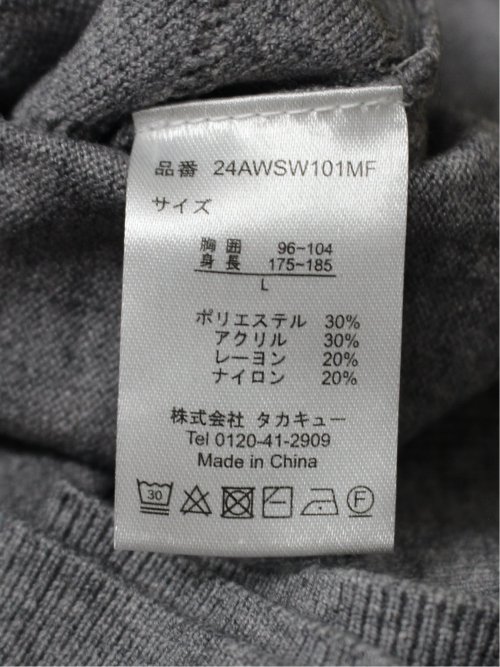 品番 24AWSW101MF
サイズ
胸囲 96~104
身長 175~185
L
ポリエステル 30%
アクリル 30%
レーヨン 20%
ナイロン 20%
株式会社 タカキュー
Tel 0120-41-2909
Made in China
30 F